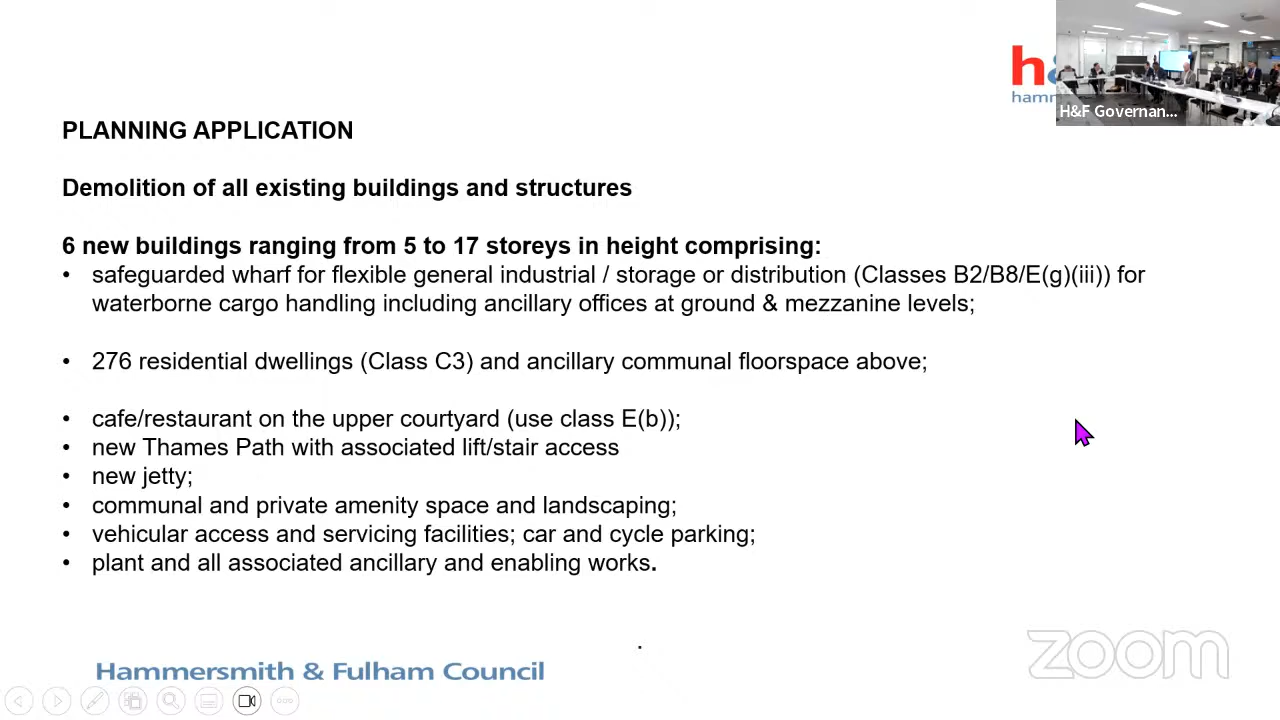 h
hamm
H&F Governan...
PLANNING APPLICATION
Demolition of all existing buildings and structures
6 new buildings ranging from 5 to 17 storeys in height comprising:
• safeguarded wharf for flexible general industrial / storage or distribution (Classes B2/B8/E(g)(iii)) for
waterborne cargo handling including ancillary offices at ground & mezzanine levels;
• 276 residential dwellings (Class C3) and ancillary communal floorspace above;
• cafe/restaurant on the upper courtyard (use class E(b));
• new Thames Path with associated lift/stair access
• new jetty;
• communal and private amenity space and landscaping;
• vehicular access and servicing facilities; car and cycle parking;
• plant and all associated ancillary and enabling works.
.
Hammersmith & Fulham Council
zoom